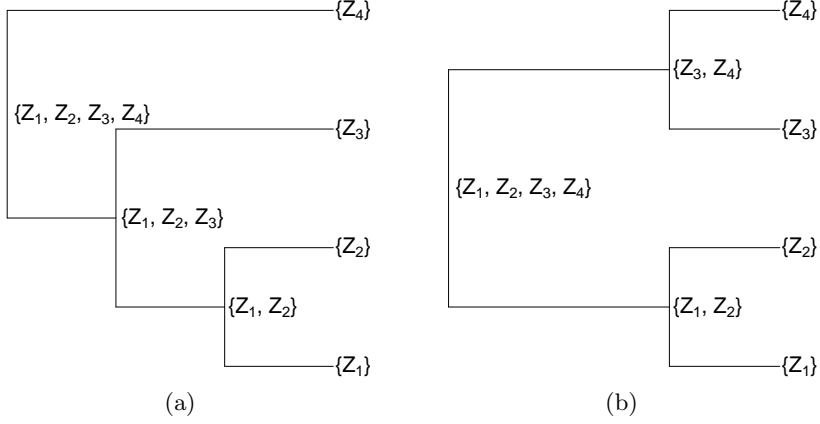 {Z₄}
{Z₁, Z₂, Z₃, Z₄}
{Z₃}
{Z₁, Z₂, Z₃}
{Z₂}
{Z₁, Z₂}
{Z₁}
(a)
{Z₄}
{Z₃, Z₄}
{Z₃}
{Z₁, Z₂, Z₃, Z₄}
{Z₂}
{Z₁, Z₂}
{Z₁}
(b)